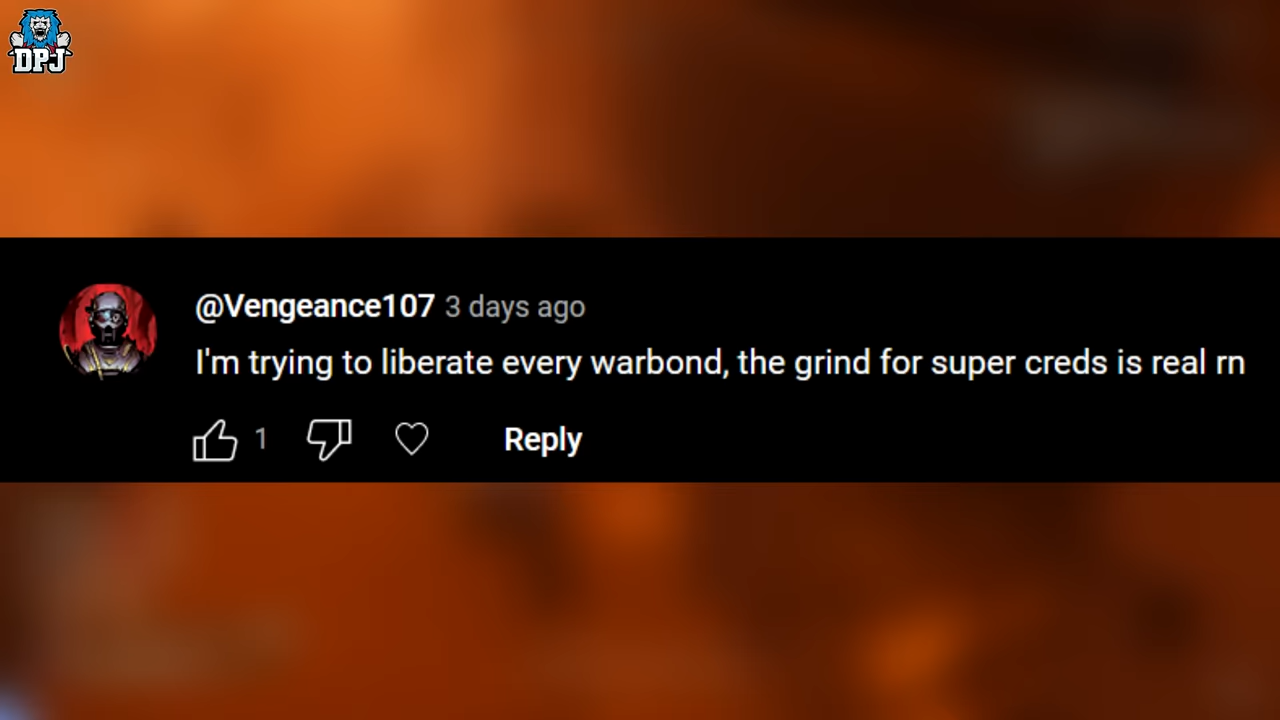 DPJ
@Vengeance107 3 days ago
I'm trying to liberate every warbond, the grind for super creds is real rn
1 Reply